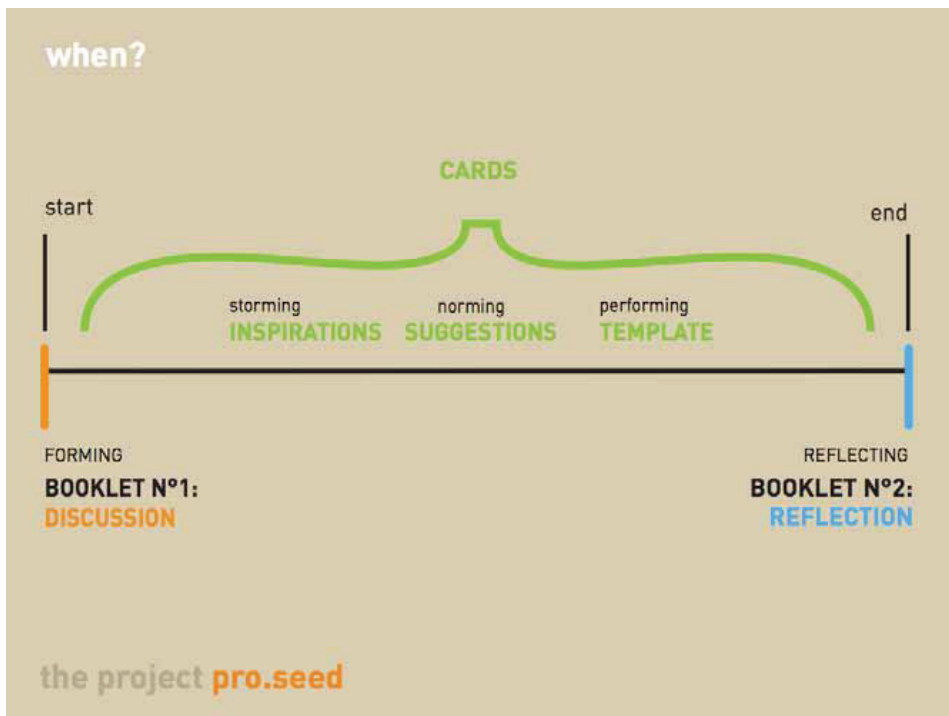 when?
CARDS
start
end
storming
norming
performing
INSPIRATIONS
SUGGESTIONS
TEMPLATE
FORMING
BOOKLET N°1:
DISCUSSION
REFLECTING
BOOKLET N°2:
REFLECTION
the project pro.seed